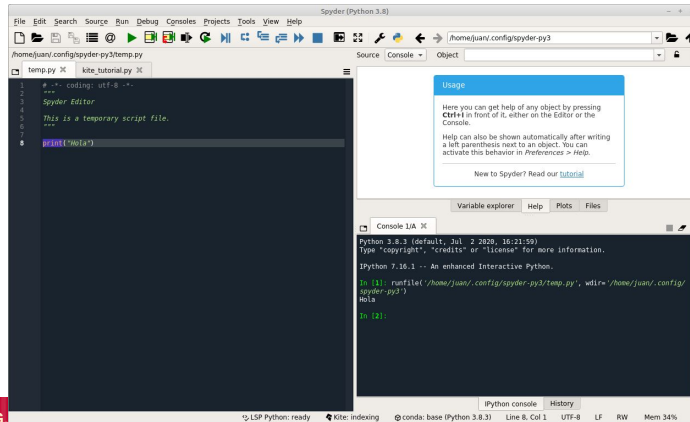 Spyder (Python 3.8)
File Edit Search Source Run Debug Consoles Projects Tools View Help
/home/juan/.config/spyder-py3
/home/juan/.config/spyder-py3/temp.py
temp.py
kite_tutorial.py
1 # -*- coding: utf-8 -*-
2 """
3 Spyder Editor
4
5 This is a temporary script file.
6 """
7
8 print("Hola")
Source Console Object
Usage
Here you can get help of any object by pressing
Ctrl+I in front of it, either on the Editor or the
Console.
Help can also be shown automatically after writing
a left parenthesis next to an object. You can
activate this behavior in Preferences > Help.
New to Spyder? Read our tutorial
Variable explorer Help Plots Files
Console 1/A
Python 3.8.3 (default, Jul 2 2020, 16:21:59)
Type "copyright", "credits" or "license" for more information.
IPython 7.16.1 -- An enhanced Interactive Python.
In [1]: runfile('/home/juan/.config/spyder-py3/temp.py', wdir='/home/juan/.config/
spyder-py3')
Hola
In [2]:
IPython console History
LSP Python: ready Kite: indexing conda: base (Python 3.8.3) Line 8, Col 1 UTF-8 LF RW Mem 34%